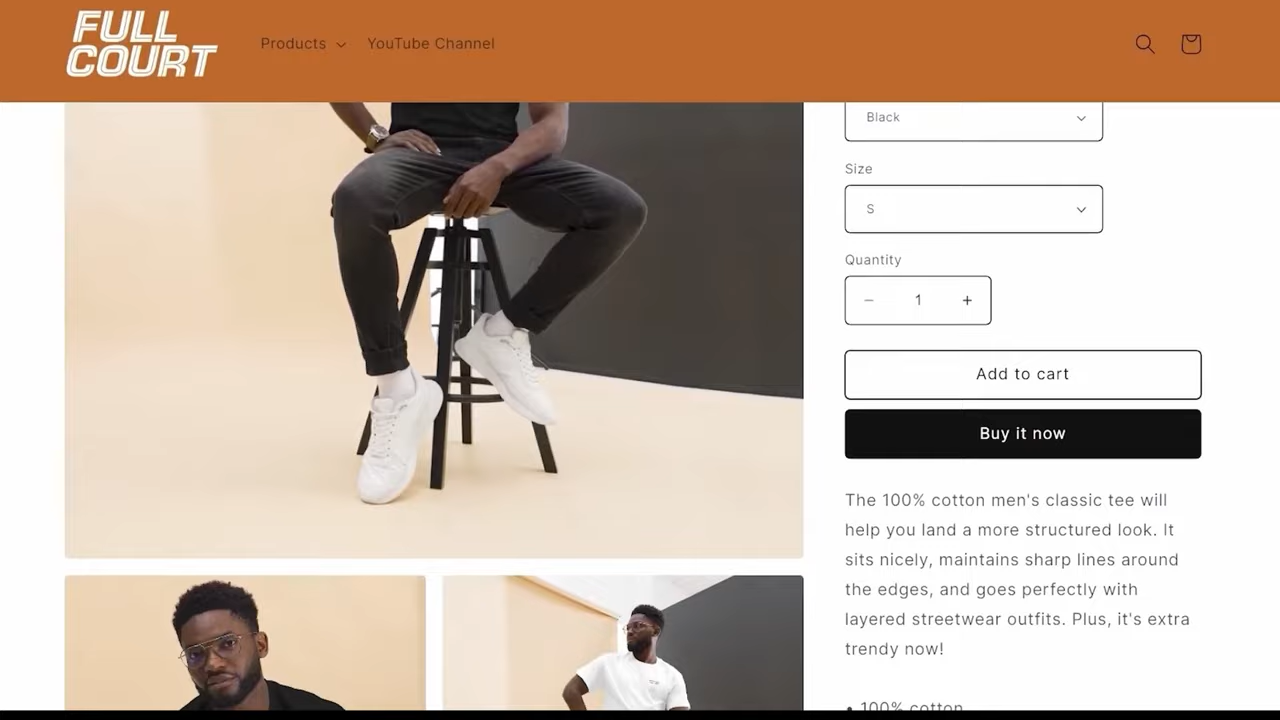 FULL
COURT
Products
YouTube Channel
Black
Size
S
Quantity
− 1 +
Add to cart
Buy it now
The 100% cotton men's classic tee will
help you land a more structured look. It
sits nicely, maintains sharp lines around
the edges, and goes perfectly with
layered streetwear outfits. Plus, it's extra
trendy now!
• 100% cotton